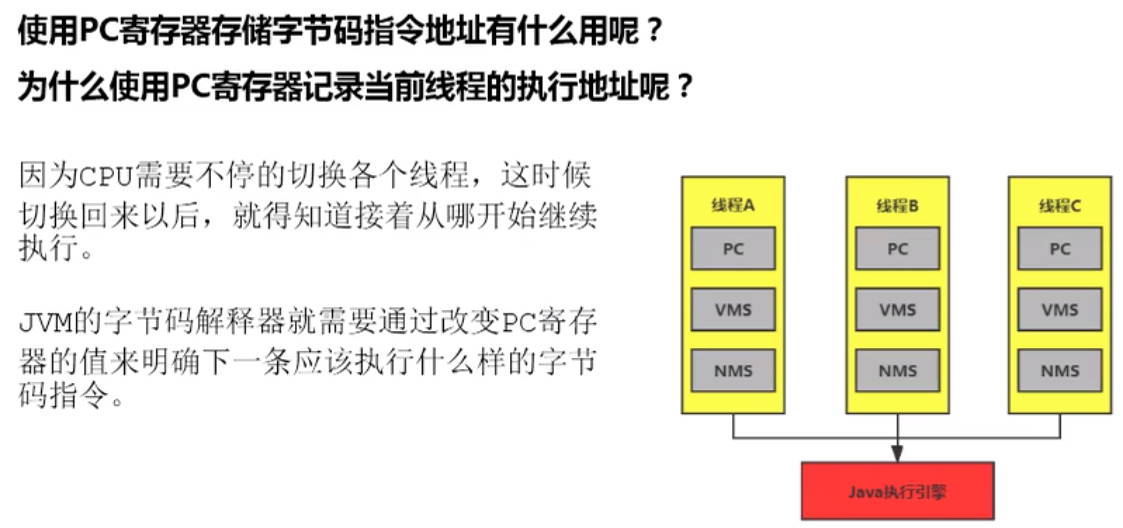 使用PC寄存器存储字节码指令地址有什么用呢？
为什么使用PC寄存器记录当前线程的执行地址呢？
因为CPU需要不停的切换各个线程，这时候
切换回来以后，就得知道接着从哪开始继续
执行。
JVM的字节码解释器就需要通过改变PC寄存
器的值来明确下一条应该执行什么样的字节
码指令。
线程A
PC
VMS
NMS
线程B
PC
VMS
NMS
线程C
PC
VMS
NMS
Java执行引擎